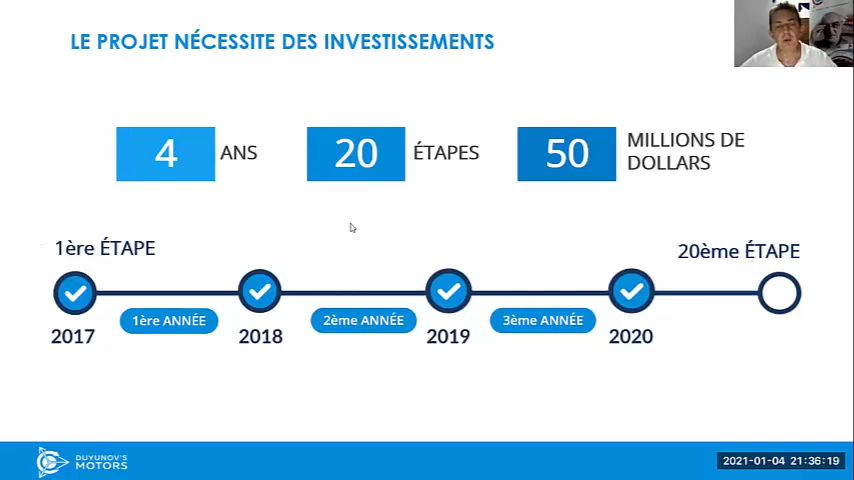 LE PROJET NÉCESSITE DES INVESTISSEMENTS
4 ANS
20 ÉTAPES
50 MILLIONS DE
DOLLARS
1ère ÉTAPE
20ème ÉTAPE
1ère ANNÉE
2ème ANNÉE
3ème ANNÉE
2017
2018
2019
2020
DUYUNOV'S
MOTORS
2021-01-04 21:36:19